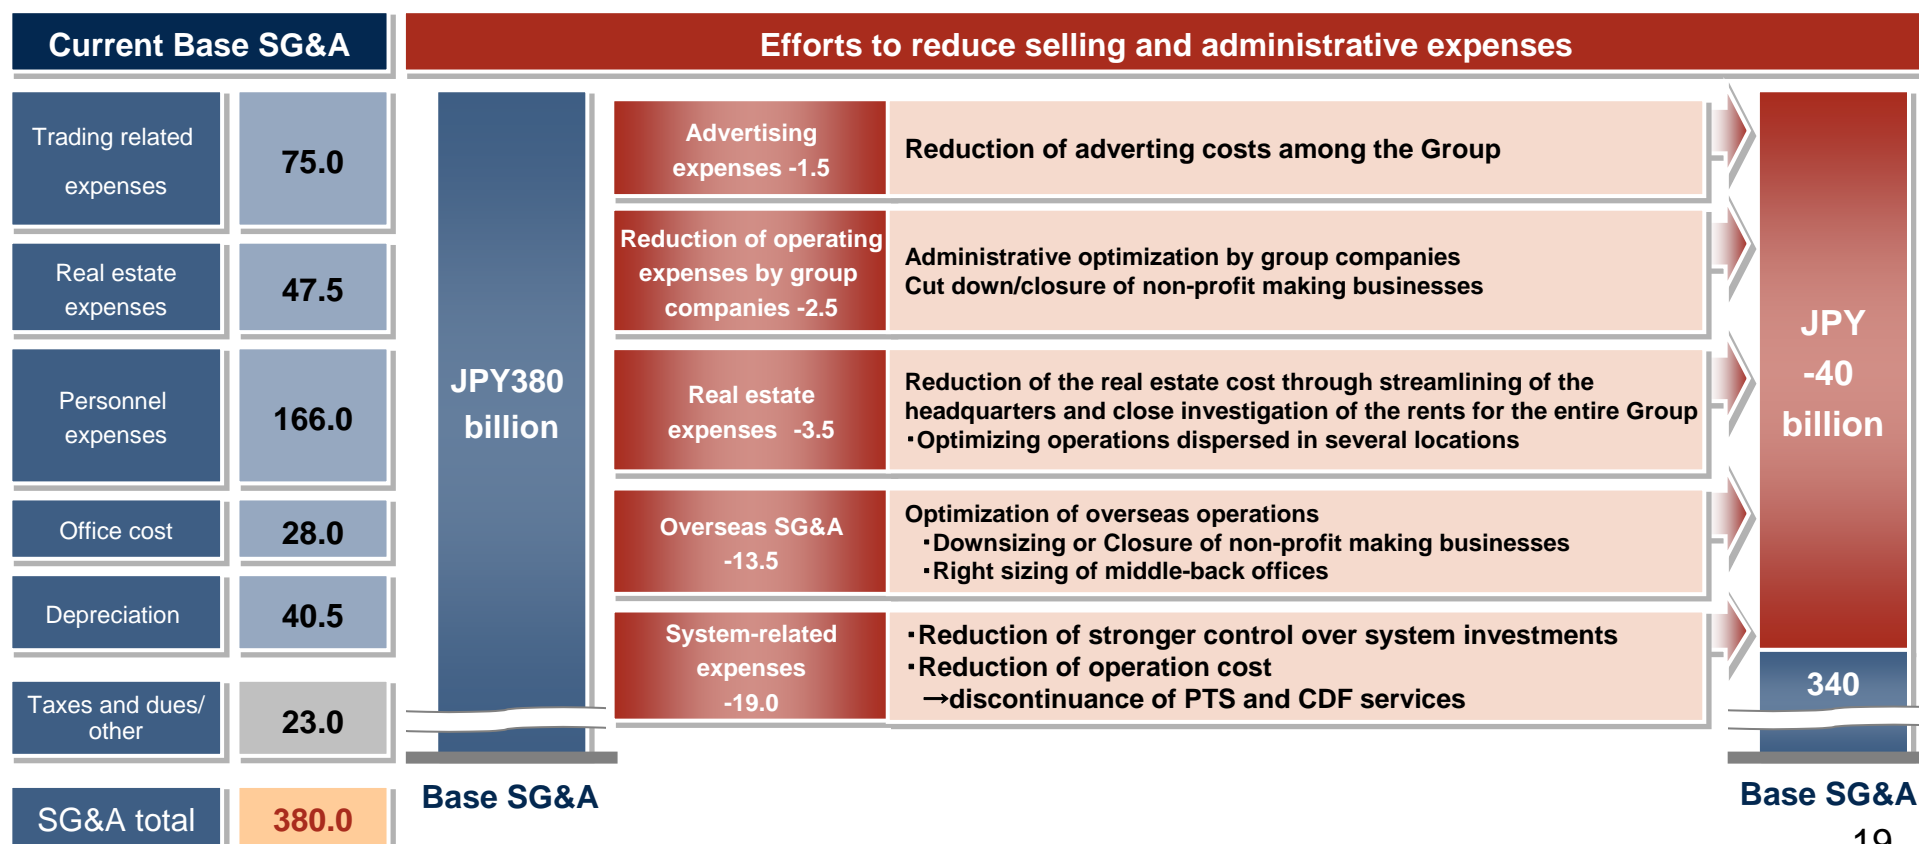 Current Base SG&A
Efforts to reduce selling and administrative expenses
Trading related
expenses
75.0
Real estate
expenses
47.5
Personnel
expenses
166.0
Office cost
28.0
Depreciation
40.5
Taxes and dues/
other
23.0
SG&A total
380.0
JPY380
billion
Base SG&A
Advertising
expenses -1.5
Reduction of adverting costs among the Group
Reduction of operating
expenses by group
companies -2.5
Administrative optimization by group companies
Cut down/closure of non-profit making businesses
Real estate
expenses -3.5
Reduction of the real estate cost through streamlining of the
headquarters and close investigation of the rents for the entire Group
・Optimizing operations dispersed in several locations
Overseas SG&A
-13.5
Optimization of overseas operations
・Downsizing or Closure of non-profit making businesses
・Right sizing of middle-back offices
System-related
expenses
-19.0
・Reduction of stronger control over system investments
・Reduction of operation cost
→discontinuance of PTS and CDF services
JPY
-40
billion
340
Base SG&A
19